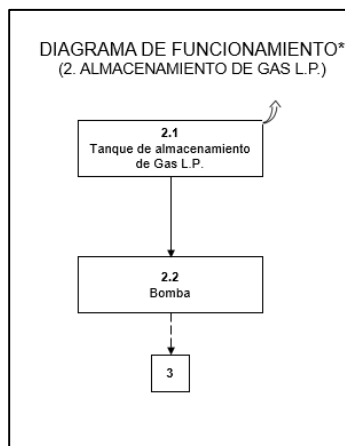 DIAGRAMA DE FUNCIONAMIENTO*
(2. ALMACENAMIENTO DE GAS L.P.)
2.1
Tanque de almacenamiento
de Gas L.P.
2.2
Bomba
3